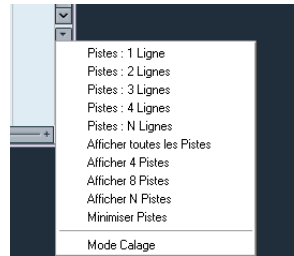 Pistes : 1 Ligne
Pistes : 2 Lignes
Pistes : 3 Lignes
Pistes : 4 Lignes
Pistes : N Lignes
Afficher toutes les Pistes
Afficher 4 Pistes
Afficher 8 Pistes
Afficher N Pistes
Minimiser Pistes
Mode Calage